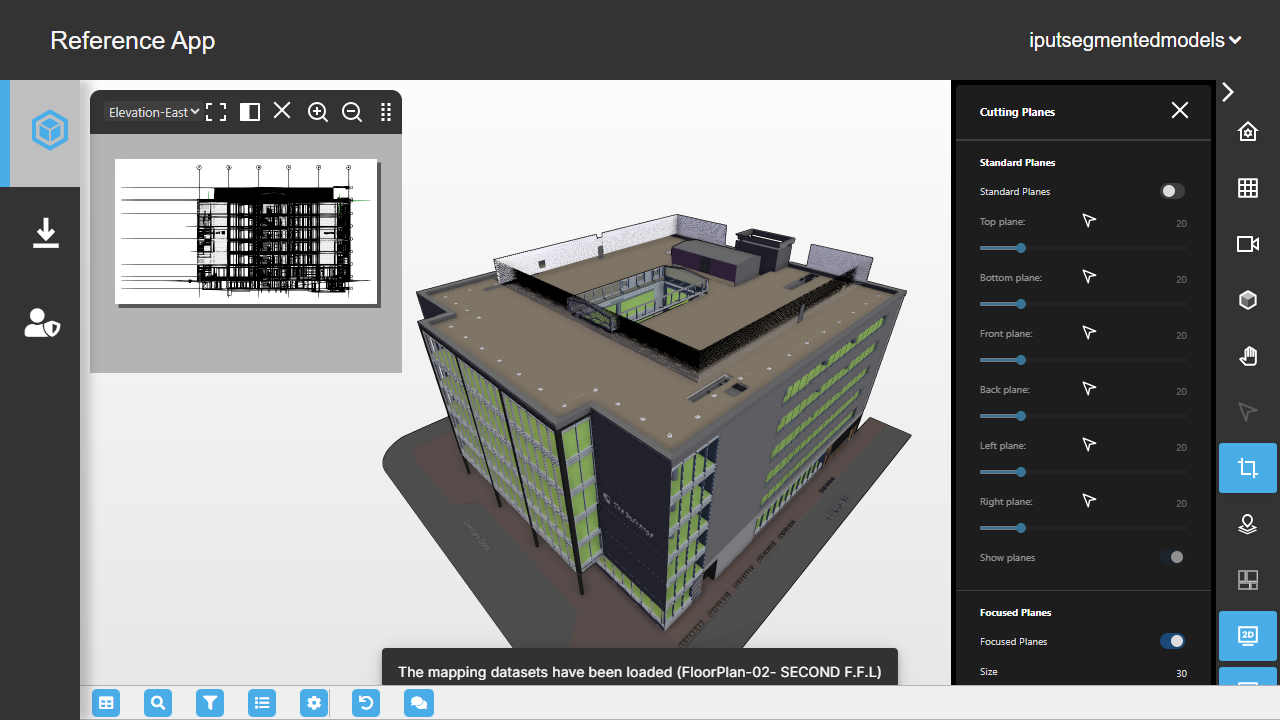 Reference App
iputsegmentedmodels
Elevation-East
Cutting Planes
Standard Planes
Standard Planes
Top plane:
20
Bottom plane:
20
Front plane:
20
Back plane:
20
Left plane:
20
Right plane:
20
Show planes
Focused Planes
Focused Planes
Size
30
2D
The mapping datasets have been loaded (FloorPlan-02- SECOND F.F.L)